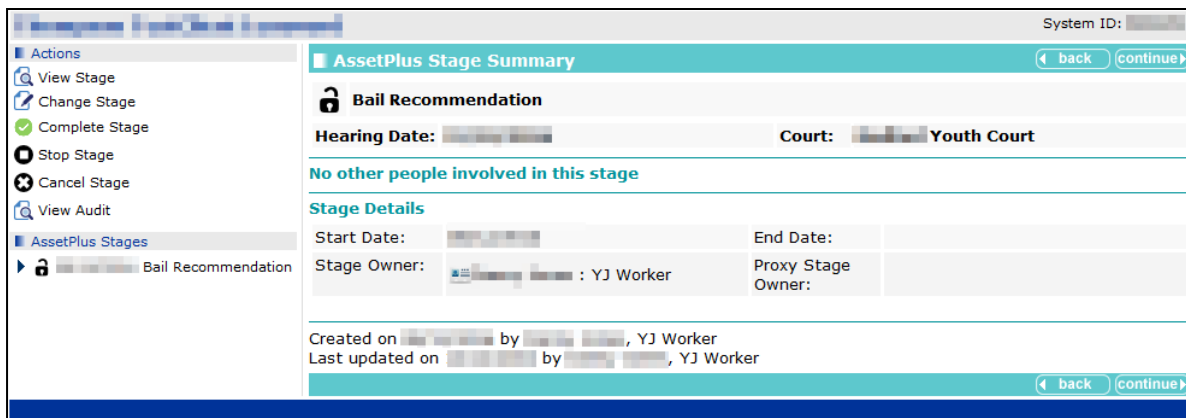 System ID:
Actions
View Stage
Change Stage
Complete Stage
Stop Stage
Cancel Stage
View Audit
AssetPlus Stages
Bail Recommendation
AssetPlus Stage Summary
back continue
Bail Recommendation
Hearing Date: Court: Youth Court
No other people involved in this stage
Stage Details
Start Date: End Date:
Stage Owner: : YJ Worker Proxy Stage
Owner:
Created on by , YJ Worker
Last updated on by , YJ Worker
back continue